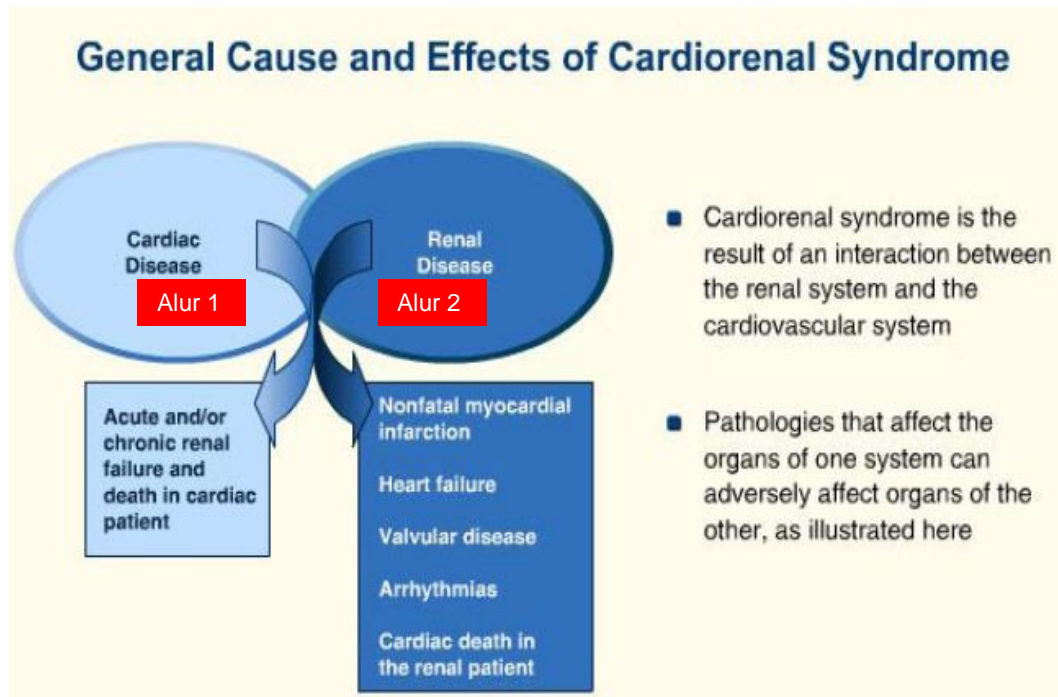 General Cause and Effects of Cardiorenal Syndrome
Cardiac
Disease
Alur 1
Renal
Disease
Alur 2
Acute and/or
chronic renal
failure and
death in cardiac
patient
Nonfatal myocardial
infarction
Heart failure
Valvular disease
Arrhythmias
Cardiac death in
the renal patient
Cardiorenal syndrome is the
result of an interaction between
the renal system and the
cardiovascular system
Pathologies that affect the
organs of one system can
adversely affect organs of the
other, as illustrated here